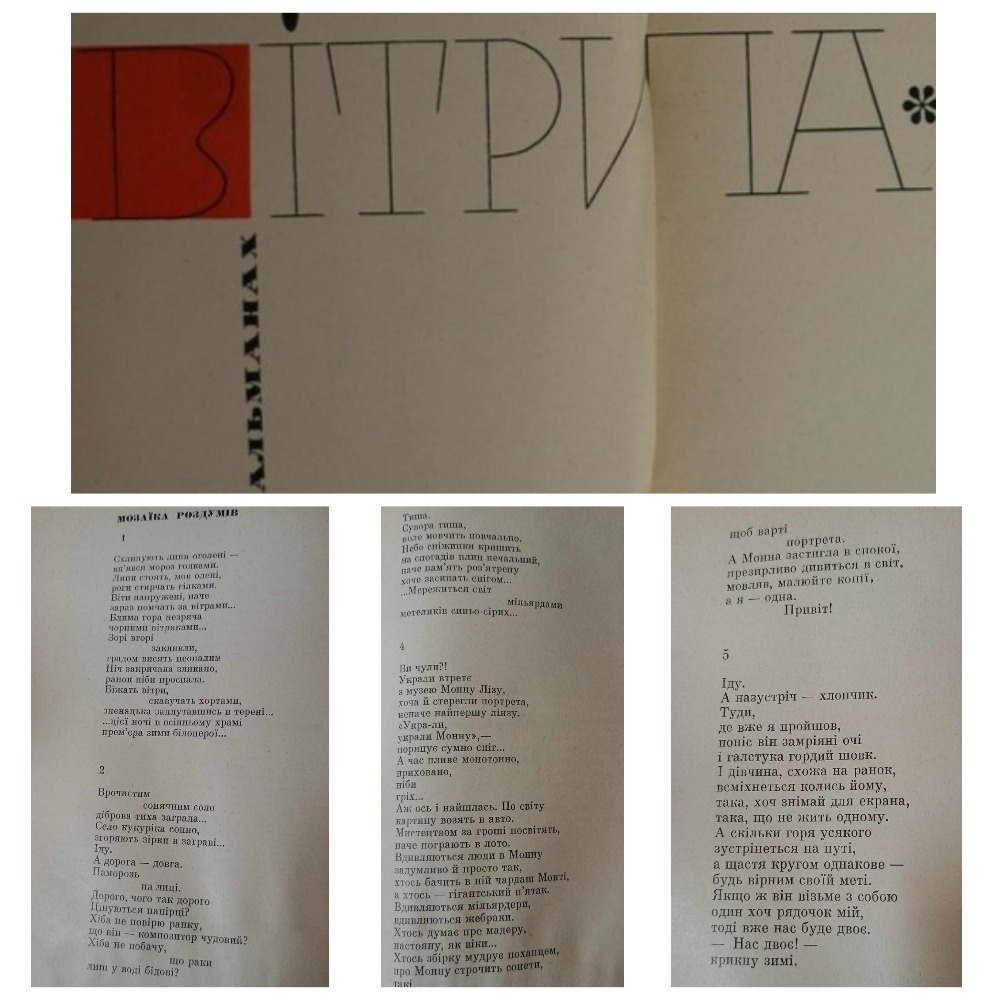 ВІТРИЛА*
АЛЬМАНАХ
МОЗАЇКА РОЗДУМІВ
1
Схлипують липи оголені —
вп'явся мороз голками.
Липи стоять, мов олені,
роги стирчать гілками.
Віти напружені, наче
зараз помчать за вітрами...
Блима гора незряча
чорними вітряками...
Зорі вгорі
заклякли,
градом висять неопалим
Ніч закричала злякано,
ранок ніби проспала.
Біжать вітри,
скавучать хортами,
зненацька заплутавшись в терені...
...цієї ночі в осінньому храмі
прем'єра зими білоперої...
2
Врочистим
сонячним соло
діброва тиха заграла...
Село кукуріка сонно,
згоряють зірки в заграві...
Іду.
А дорога — довга.
Паморозь
на лиці.
Дорого, чого так дорого
Цінуються папірці?
Хіба не повірю ранку,
що він — композитор чудовий?
Хіба не побачу,
що раки
лиш у воді бідові?
Тиша.
Сувора тиша,
поле мовчить повчально,
Небо сніжинки кришить
на спогадів плин печальний,
наче пам'ять роз'ятрену
хоче засипать снігом...
...Мережиться світ
мільярдами
метеликів синьо-сірих...
4
Ви чули?!
Украли втретє
з музею Монну Лізу,
хоча й стерегли портрета,
неначе найпершу лінзу.
«Укра-ли,
украли Монну»,—
порипує сумно сніг...
А час пливе монотонно,
приховано,
ніби
гріх...
Аж ось і найшлась. По світу
картину возять в авто.
Мистецтвом за гроші посвітять,
наче пограють в лото.
Вдивляються люди в Монну
задумливо й просто так,
хтось бачить в ній чардаш Монті,
а хтось — гігантський п'ятак.
Вдивляються мільярдери,
вдивляються жебраки.
Хтось думає про мадеру,
настояну, як віки...
Хтось збірку мудрує похапцем,
про Монну строчить сонети,
такі
щоб варті
портрета.
А Монна застигла в спокої,
презирливо дивиться в світ,
мовляв, малюйте копії,
а я — одна.
Привіт!
5
Іду.
А назустріч — хлопчик.
Туди,
де вже я пройшов,
поніс він замріяні очі
і галстука гордий шовк.
І дівчина, схожа на ранок,
всміхнеться колись йому,
така, хоч знімай для екрана,
така, що не жить одному.
А скільки горя усякого
зустрінеться на путі,
а щастя кругом однакове —
будь вірним своїй меті.
Якщо ж він візьме з собою
один хоч рядочок мій,
тоді вже нас буде двоє.
— Нас двоє! —
крикну зимі.